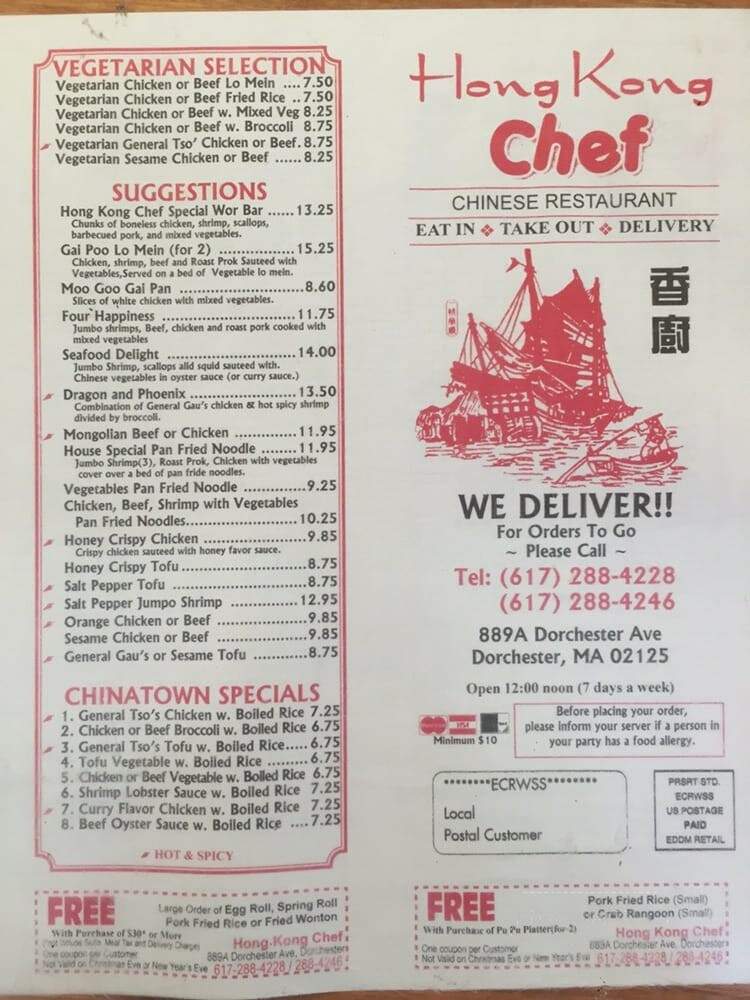 VEGETARIAN SELECTION
Vegetarian Chicken or Beef Lo Mein .... 7.50
Vegetarian Chicken or Beef Fried Rice .. 7.50
Vegetarian Chicken or Beef w. Mixed Veg 8.25
Vegetarian Chicken or Beef w. Broccoli 8.75
Vegetarian General Tso' Chicken or Beef. 8.75
Vegetarian Sesame Chicken or Beef ...... 8.25
SUGGESTIONS
Hong Kong Chef Special Wor Bar ...... 13.25
Chunks of boneless chicken, shrimp, scallops,
barbecued pork, and mixed vegetables.
Gai Poo Lo Mein (for 2) ................. 15.25
Chicken, shrimp, beef and Roast Prok Sauteed with
Vegetables,Served on a bed of Vegetable lo mein.
Moo Goo Gai Pan ............................ 8.60
Slices of white chicken with mixed vegetables.
Four Happiness .............................. 11.75
Jumbo shrimps, Beef, chicken and roast pork cooked with
mixed vegetables
Seafood Delight ............................. 14.00
Jumbo Shrimp, scallops alid squid sauteed with.
Chinese vegetables in oyster sauce (or curry sauce.)
Dragon and Phoenix ........................ 13.50
Combination of General Gau's chicken & hot spicy shrimp
divided by broccoli.
Mongolian Beef or Chicken .............. 11.95
House Special Pan Fried Noodle ........ 11.95
Jumbo Shrimp(3), Roast Prok, Chicken with vegetables
cover over a bed of pan fride noodles.
Vegetables Pan Fried Noodle .............. 9.25
Chicken, Beef, Shrimp with Vegetables
Pan Fried Noodles......................... 10.25
Honey Crispy Chicken ....................... 9.85
Crispy chicken sauteed with honey favor sauce.
Honey Crispy Tofu ........................... 8.75
Salt Pepper Tofu ............................. 8.75
Salt Pepper Jumpo Shrimp ............... 12.95
Orange Chicken or Beef .................... 9.85
Sesame Chicken or Beef .................... 9.85
General Gau's or Sesame Tofu ............ 8.75
CHINATOWN SPECIALS
1. General Tso's Chicken w. Boiled Rice 7.25
2. Chicken or Beef Broccoli w. Boiled Rice 6.75
3. General Tso's Tofu w. Boiled Rice..... 6.75
4. Tofu Vegetable w. Boiled Rice ......... 6.75
5. Chicken or Beef Vegetable w. Boiled Rice 6.75
6. Shrimp Lobster Sauce w. Boiled Rice 7.25
7. Curry Flavor Chicken w. Boiled Rice 7.25
8. Beef Oyster Sauce w. Boiled Rice .... 7.25
HOT & SPICY
FREE
Large Order of Egg Roll, Spring Roll
Pork Fried Rice or Fried Wonton
With Purchase of $30* or More
Meal Tax and Delivery Charge)
One coupon per Customer
Not Valid on Christmas Eve or New Year's Eve
Hong Kong Chef
889A Dorchester Ave, Dorchester
617-288-4228 / 288-4246
Hong Kong
Chef
CHINESE RESTAURANT
EAT IN ❖ TAKE OUT ❖ DELIVERY
香廚
WE DELIVER!!
For Orders To Go
~ Please Call ~
Tel: (617) 288-4228
(617) 288-4246
889A Dorchester Ave
Dorchester, MA 02125
Open 12:00 noon (7 days a week)
VISA
Minimum $10
Before placing your order,
please inform your server if a person in
your party has a food allergy.
********ECRWSS********
Local
Postal Customer
PRSRT STD.
ECRWSS
US POSTAGE
PAID
EDDM RETAIL
FREE
Pork Fried Rice (Small)
or Crab Rangoon (Small)
With Purchase of Pu Pu Platter(for-2)
One coupon per Customer
Not Valid on Christmas Eve or New Year's Eve
Hong Kong Chef
889A Dorchester Ave, Dorchester
617-288-4228 / 288-4246